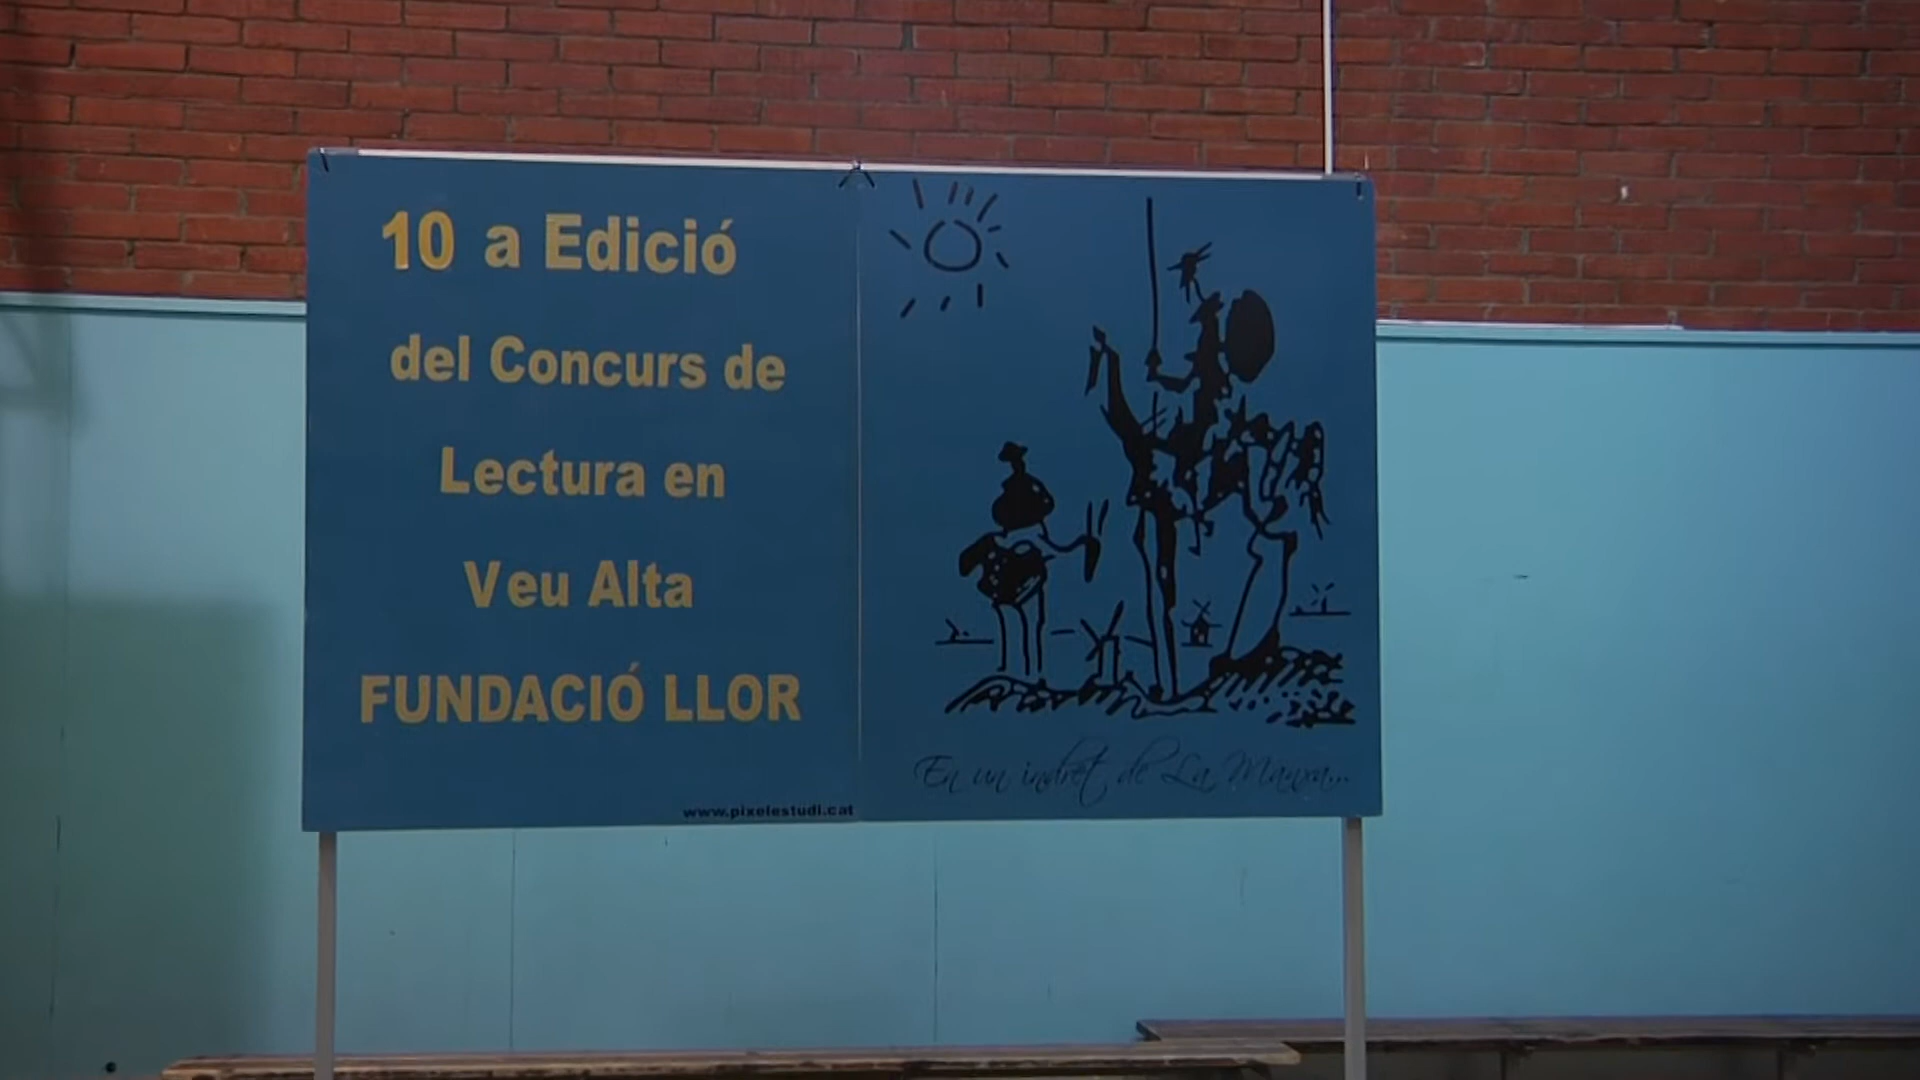 10 a Edició
del Concurs de
Lectura en
Veu Alta
FUNDACIÓ LLOR
www.pixelestudi.cat
En un indret de La Manxa...